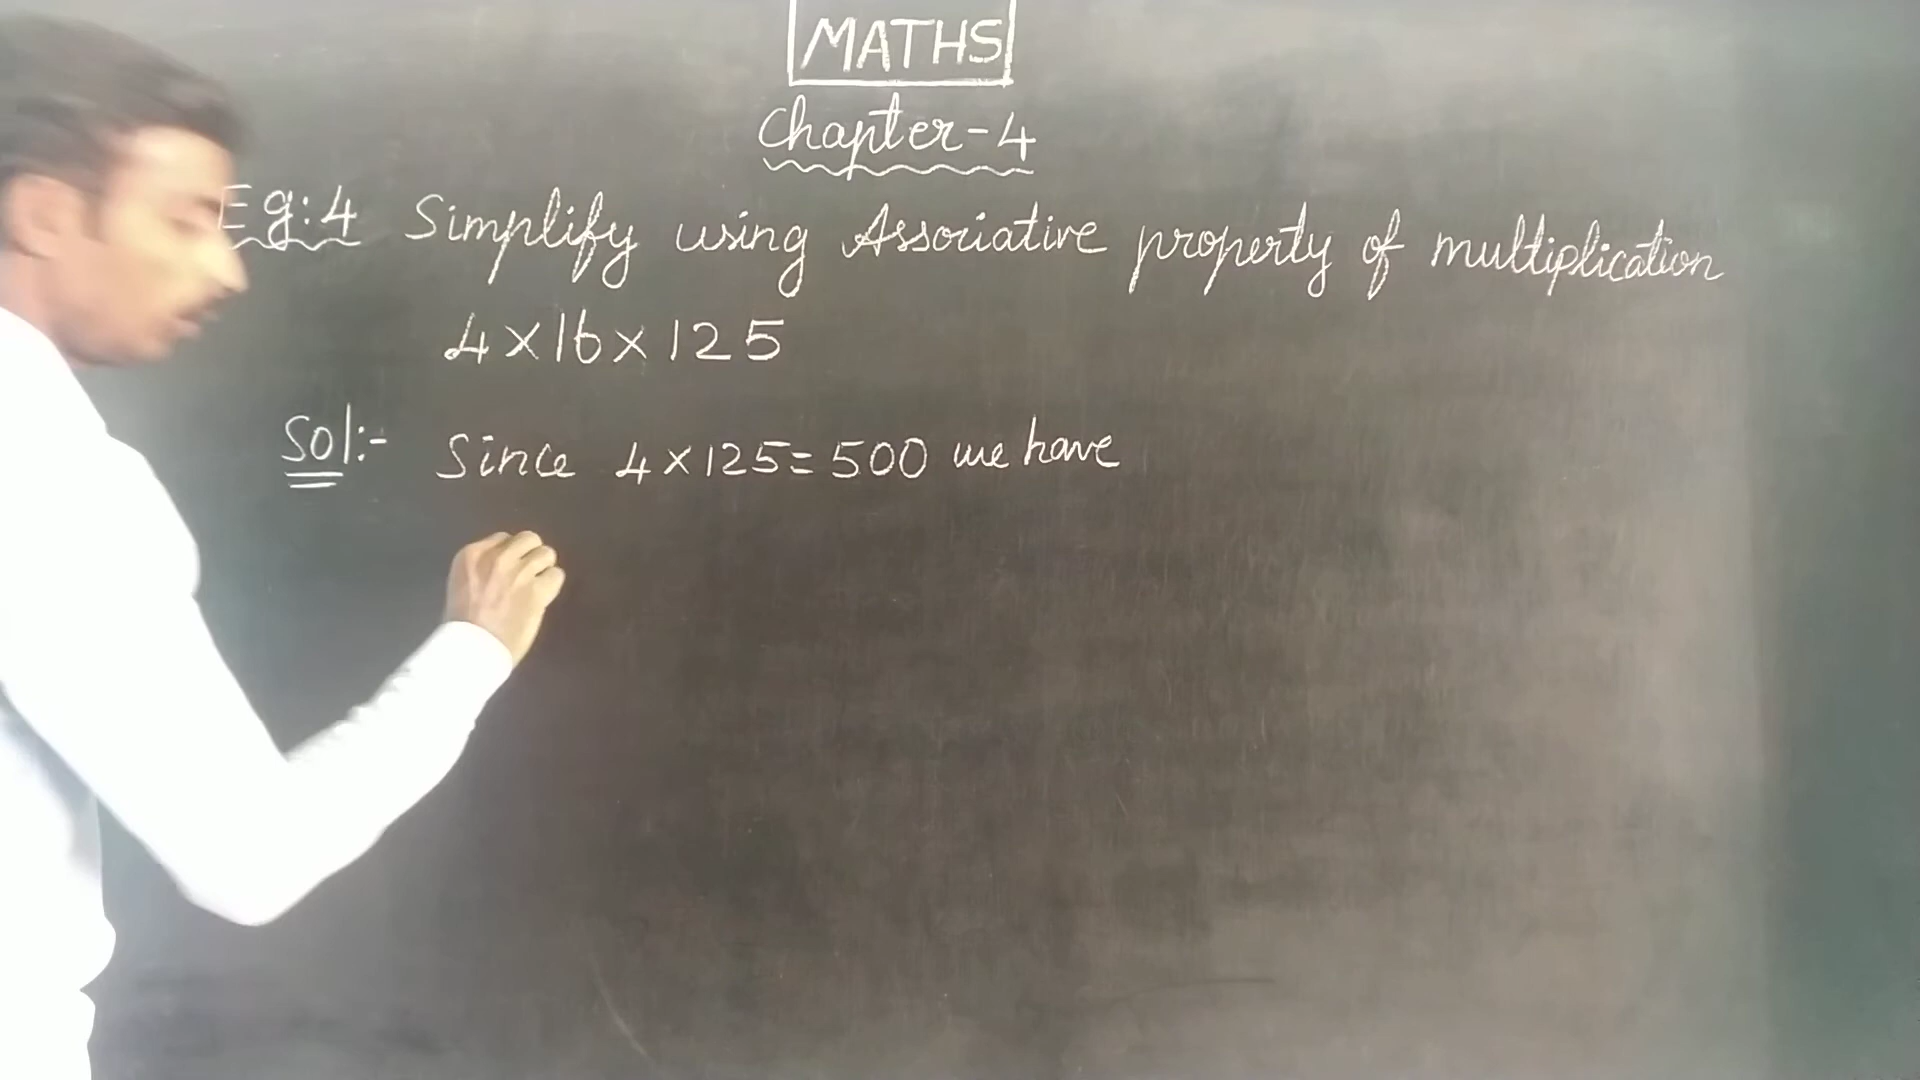 MATHS
Chapter-4
Eg:4 Simplify using Associative property of multiplication
4×16×125
Sol:- Since 4×125=500 we have